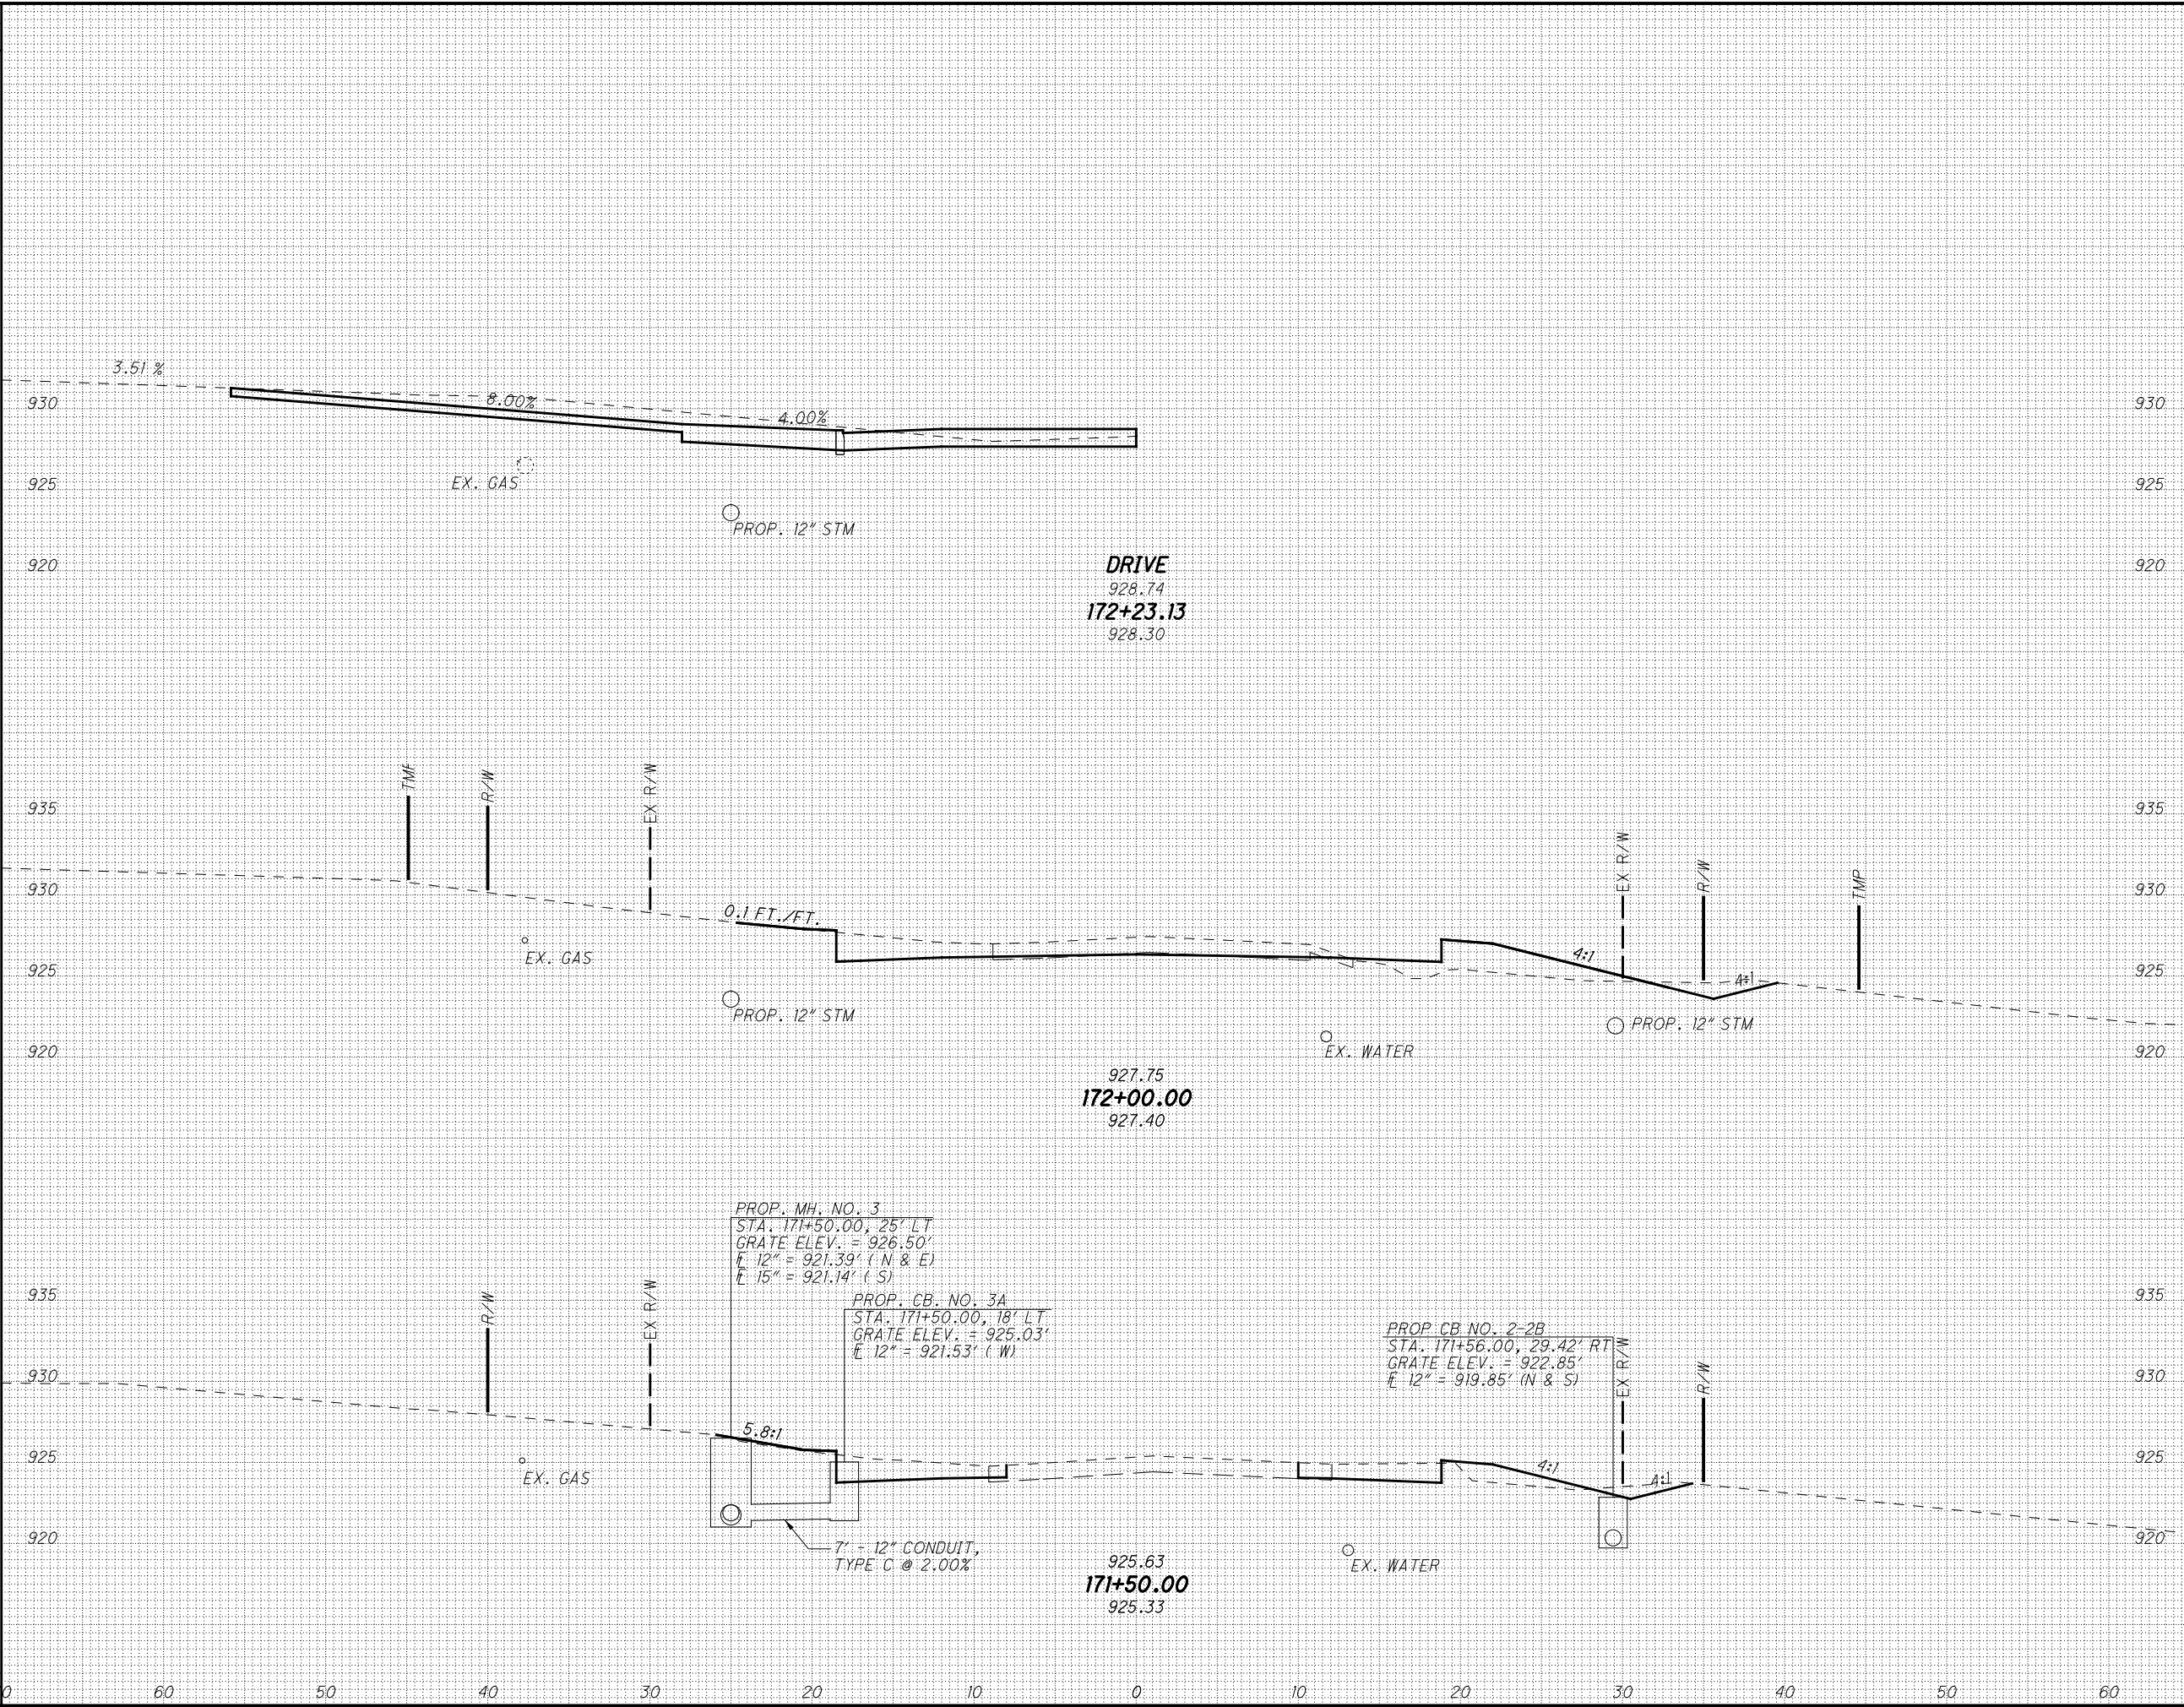 3.51 %
8.00%
4.00%
930
930
925
925
920
920
EX. GAS
PROP. 12" STM
DRIVE
928.74
172+23.13
928.30
TMP
R/W
EX R/W
EX R/W
R/W
TMP
935
935
930
930
925
925
920
920
0.1 FT./FT.
4:1
4:1
EX. GAS
PROP. 12" STM
EX. WATER
PROP. 12" STM
927.75
172+00.00
927.40
PROP. MH. NO. 3
STA. 171+50.00, 25' LT
GRATE ELEV. = 926.50'
℄ 12" = 921.39' ( N & E)
℄ 15" = 921.14' ( S)
PROP. CB. NO. 3A
STA. 171+50.00, 18' LT
GRATE ELEV. = 925.03'
℄ 12" = 921.53' ( W)
PROP CB NO. 2-2B
STA. 171+56.00, 29.42' RT
GRATE ELEV. = 922.85'
℄ 12" = 919.85' (N & S)
R/W
EX R/W
EX R/W
R/W
935
935
930
930
925
925
920
920
5.8:1
4:1
4:1
EX. GAS
7' - 12" CONDUIT,
TYPE C @ 2.00%
EX. WATER
925.63
171+50.00
925.33
0 60 50 40 30 20 10 0 10 20 30 40 50 60